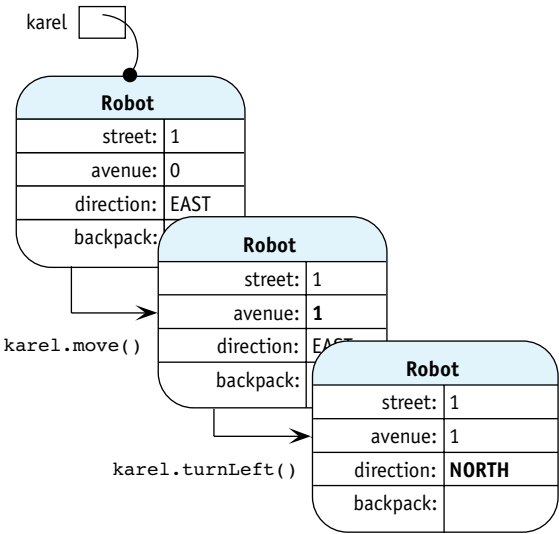 karel
Robot
street: 1
avenue: 0
direction: EAST
backpack:
karel.move()
Robot
street: 1
avenue: 1
direction:
backpack:
karel.turnLeft()
Robot
street: 1
avenue: 1
direction: NORTH
backpack: